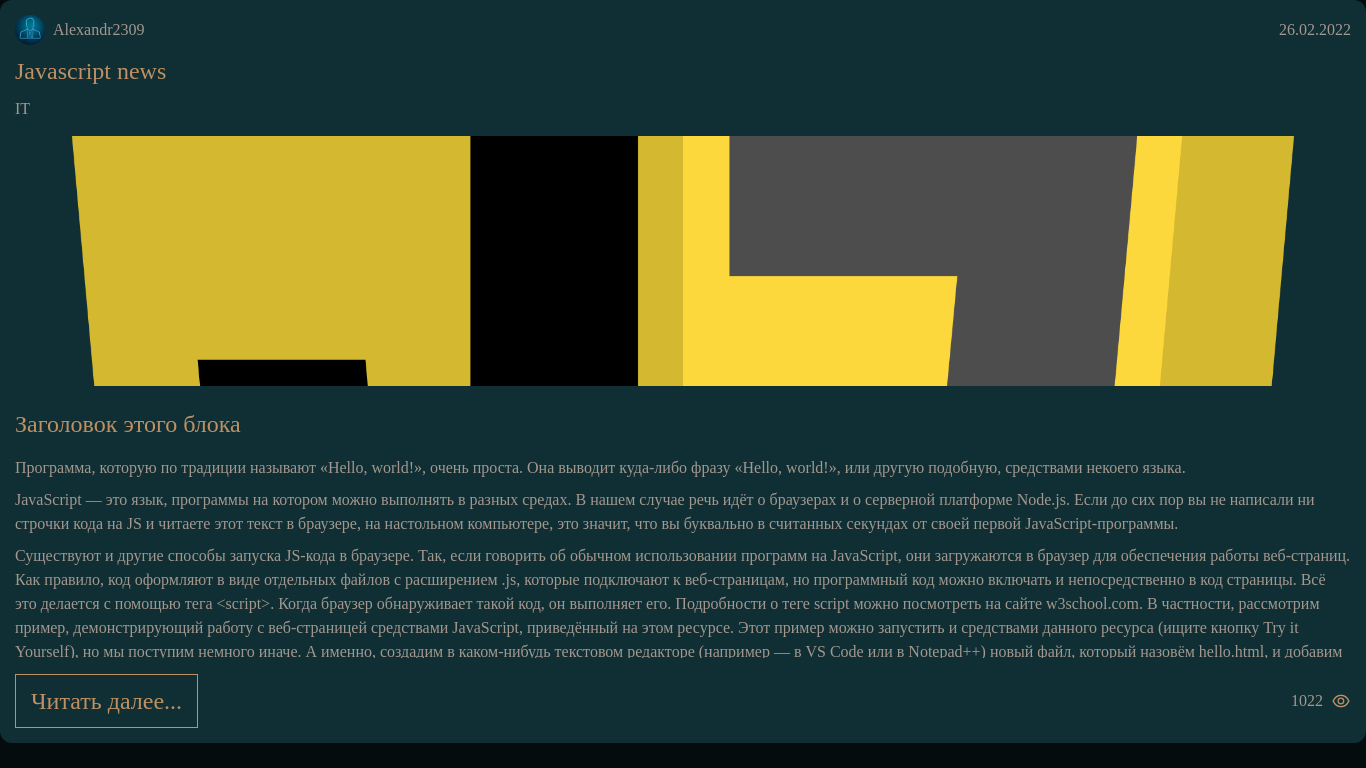 Alexandr2309
26.02.2022
Javascript news
IT
Заголовок этого блока
Программа, которую по традиции называют «Hello, world!», очень проста. Она выводит куда-либо фразу «Hello, world!», или другую подобную, средствами некоего языка.
JavaScript — это язык, программы на котором можно выполнять в разных средах. В нашем случае речь идёт о браузерах и о серверной платформе Node.js. Если до сих пор вы не написали ни
строчки кода на JS и читаете этот текст в браузере, на настольном компьютере, это значит, что вы буквально в считанных секундах от своей первой JavaScript-программы.
Существуют и другие способы запуска JS-кода в браузере. Так, если говорить об обычном использовании программ на JavaScript, они загружаются в браузер для обеспечения работы веб-страниц.
Как правило, код оформляют в виде отдельных файлов с расширением .js, которые подключают к веб-страницам, но программный код можно включать и непосредственно в код страницы. Всё
это делается с помощью тега <script>. Когда браузер обнаруживает такой код, он выполняет его. Подробности о теге script можно посмотреть на сайте w3school.com. В частности, рассмотрим
пример, демонстрирующий работу с веб-страницей средствами JavaScript, приведённый на этом ресурсе. Этот пример можно запустить и средствами данного ресурса (ищите кнопку Try it
Yourself), но мы поступим немного иначе. А именно, создадим в каком-нибудь текстовом редакторе (например — в VS Code или в Notepad++) новый файл, который назовём hello.html, и добавим
Читать далее...
1022